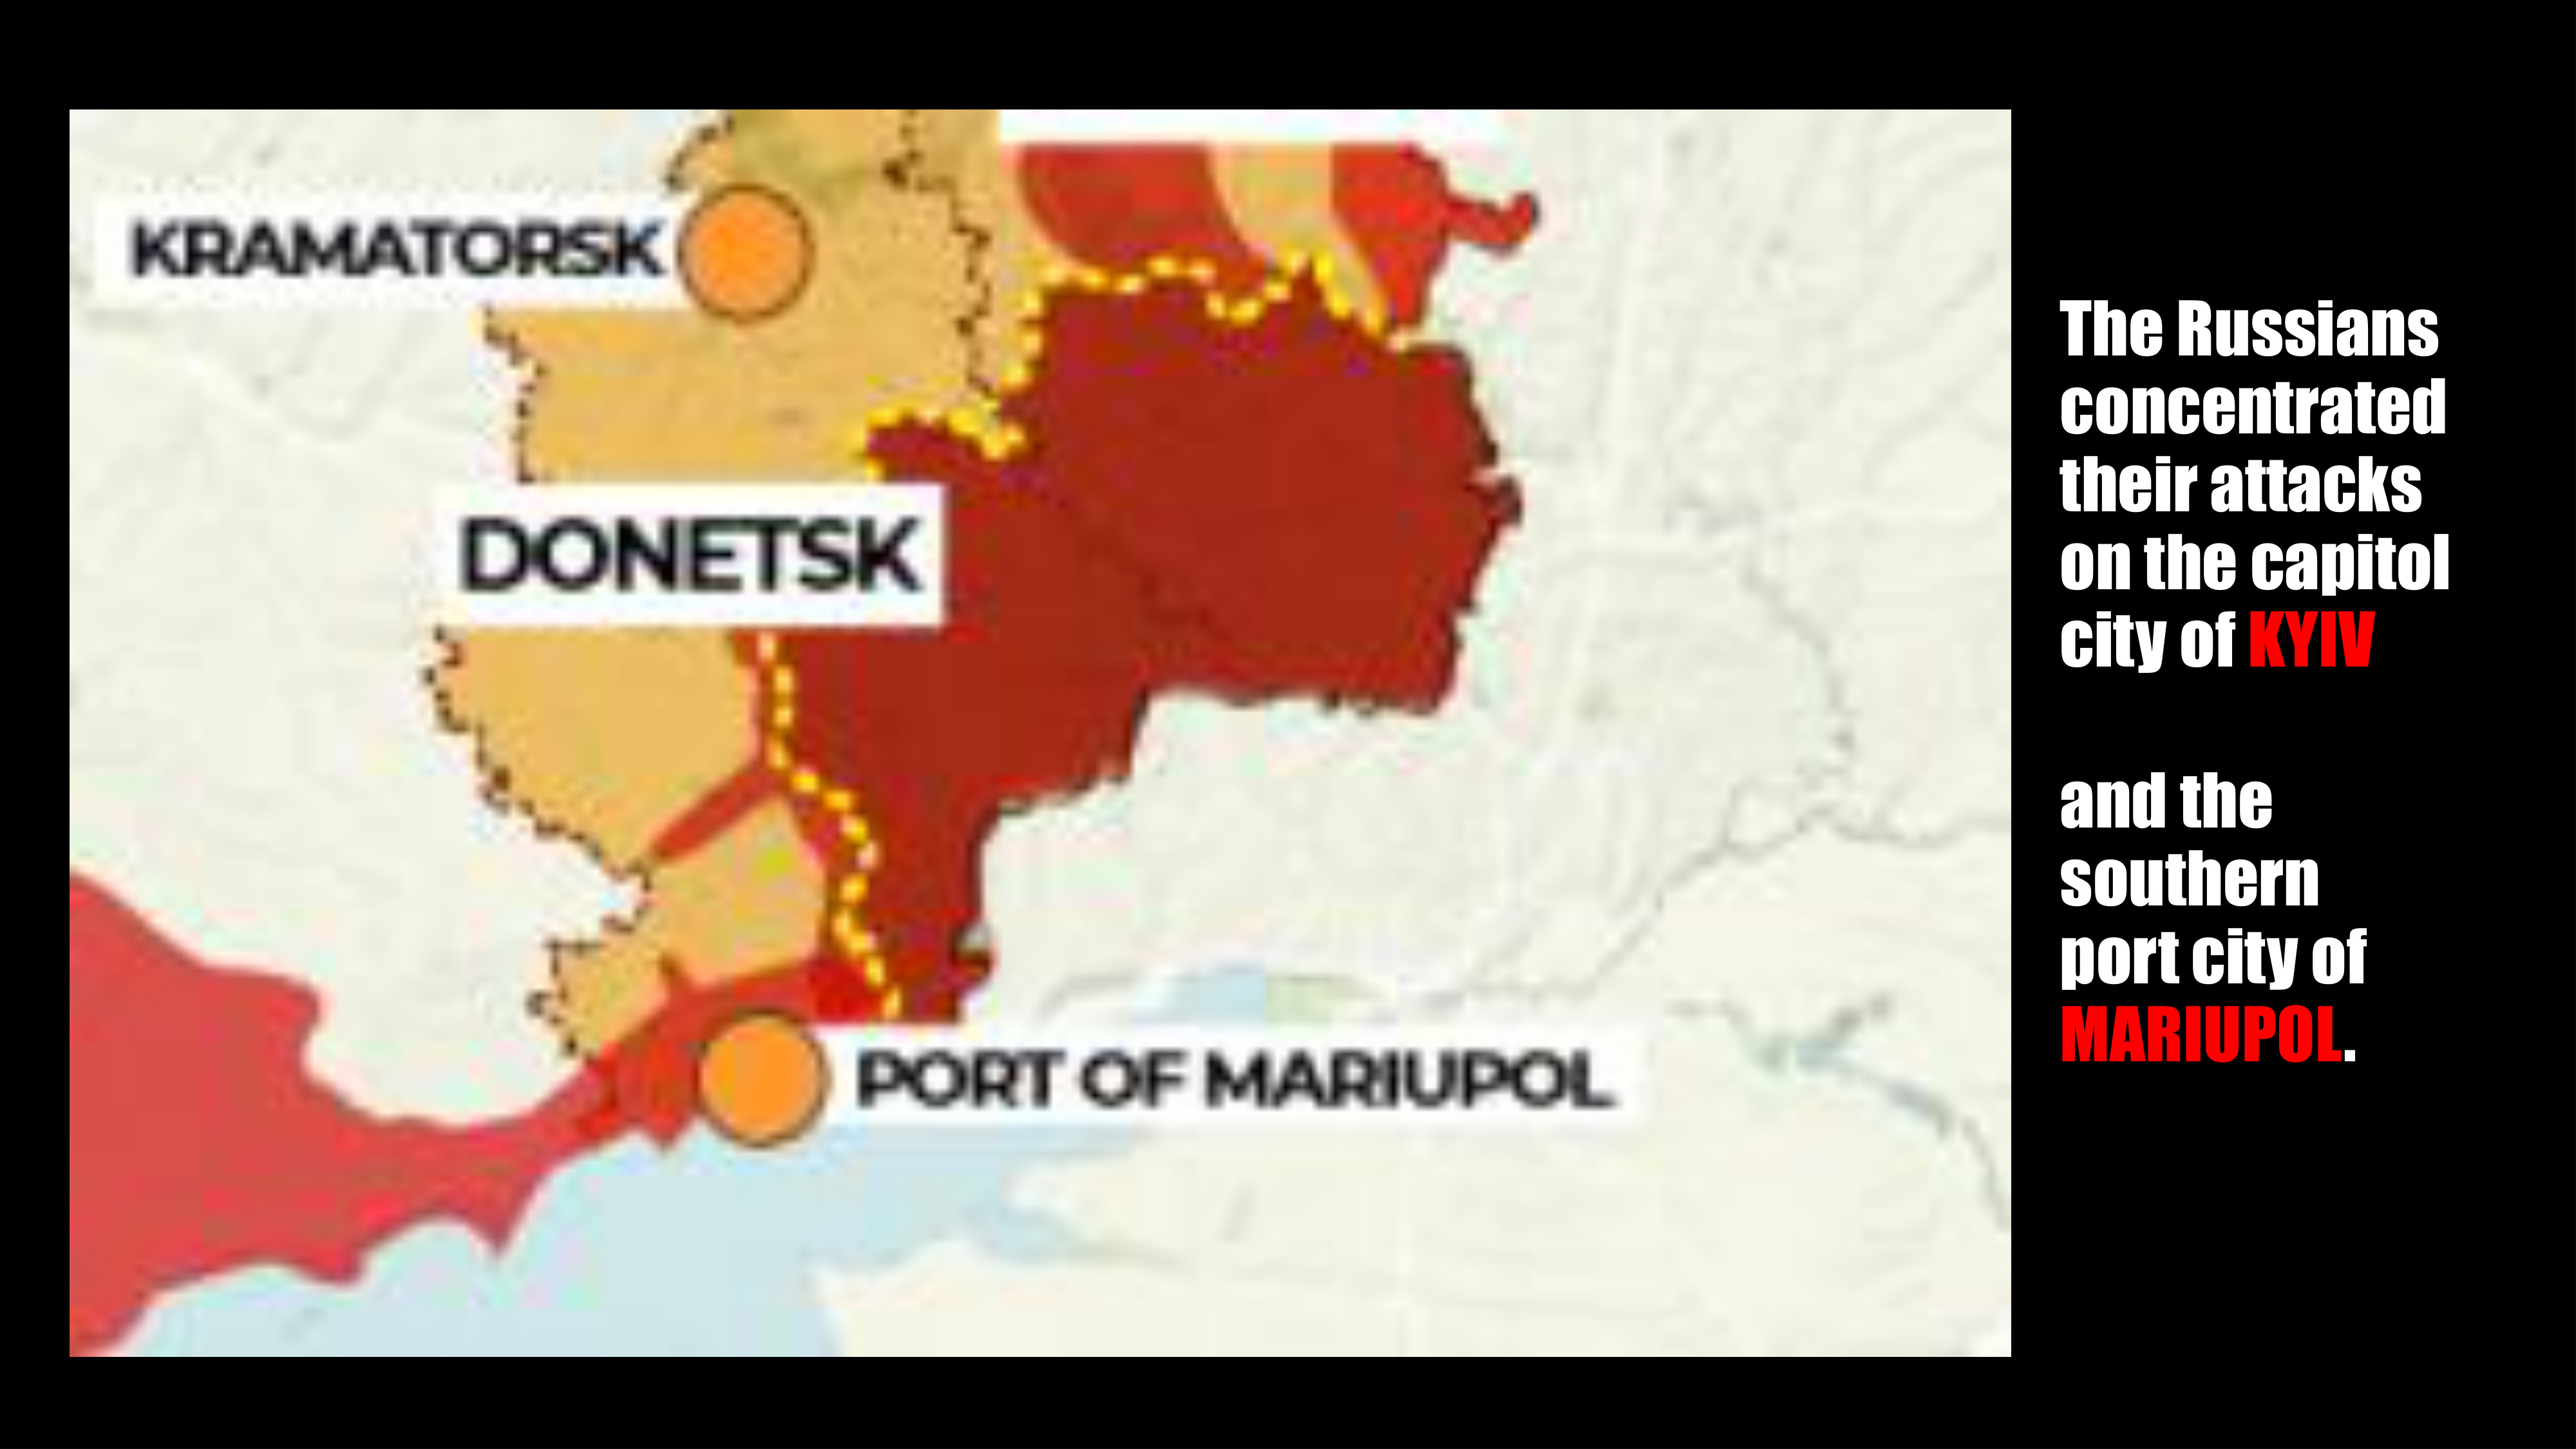 KRAMATORSK
DONETSK
PORT OF MARIUPOL
The Russians
concentrated
their attacks
on the capitol
city of KYIV
and the
southern
port city of
MARIUPOL.